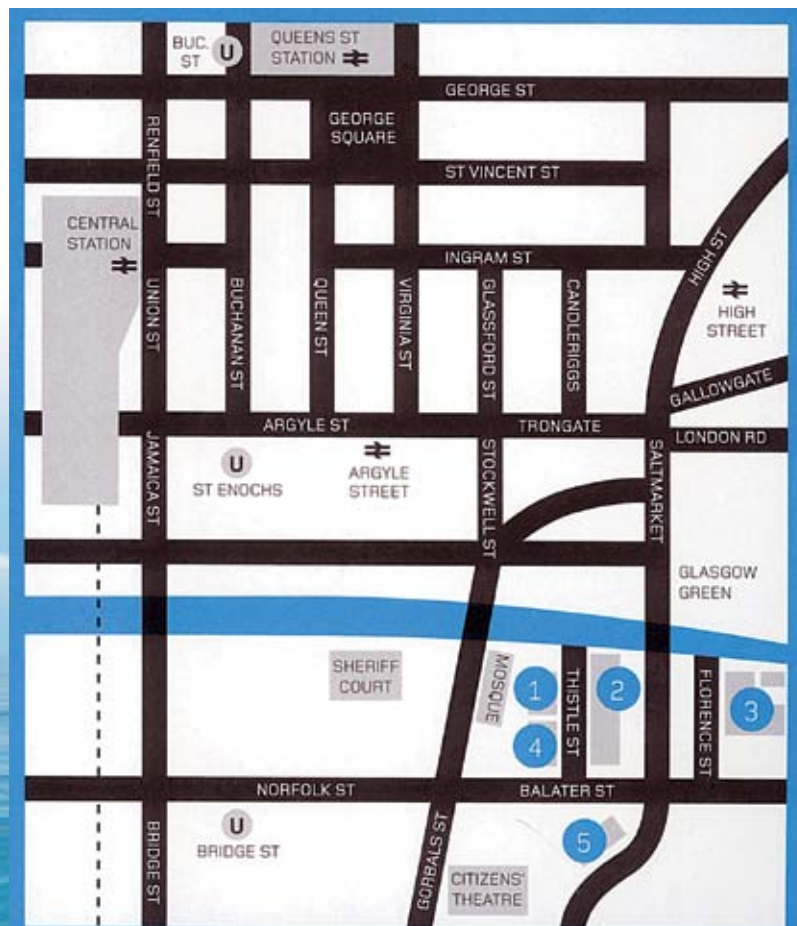 BUC.
ST
U
QUEENS ST
STATION
GEORGE ST
GEORGE
SQUARE
RENFIELD ST
ST VINCENT ST
CENTRAL
STATION
INGRAM ST
HIGH ST
UNION ST
BUCHANAN ST
QUEEN ST
VIRGINIA ST
GLASSFORD ST
CANDLERIGGS
HIGH
STREET
GALLOWGATE
ARGYLE ST
TRONGATE
LONDON RD
JAMAICA ST
U
ST ENOCHS
ARGYLE
STREET
STOCKWELL ST
SALTMARKET
GLASGOW
GREEN
SHERIFF
COURT
MOSQUE
1
THISTLE ST
2
FLORENCE ST
3
4
NORFOLK ST
BALATER ST
BRIDGE ST
U
BRIDGE ST
GORBALS ST
5
CITIZENS'
THEATRE